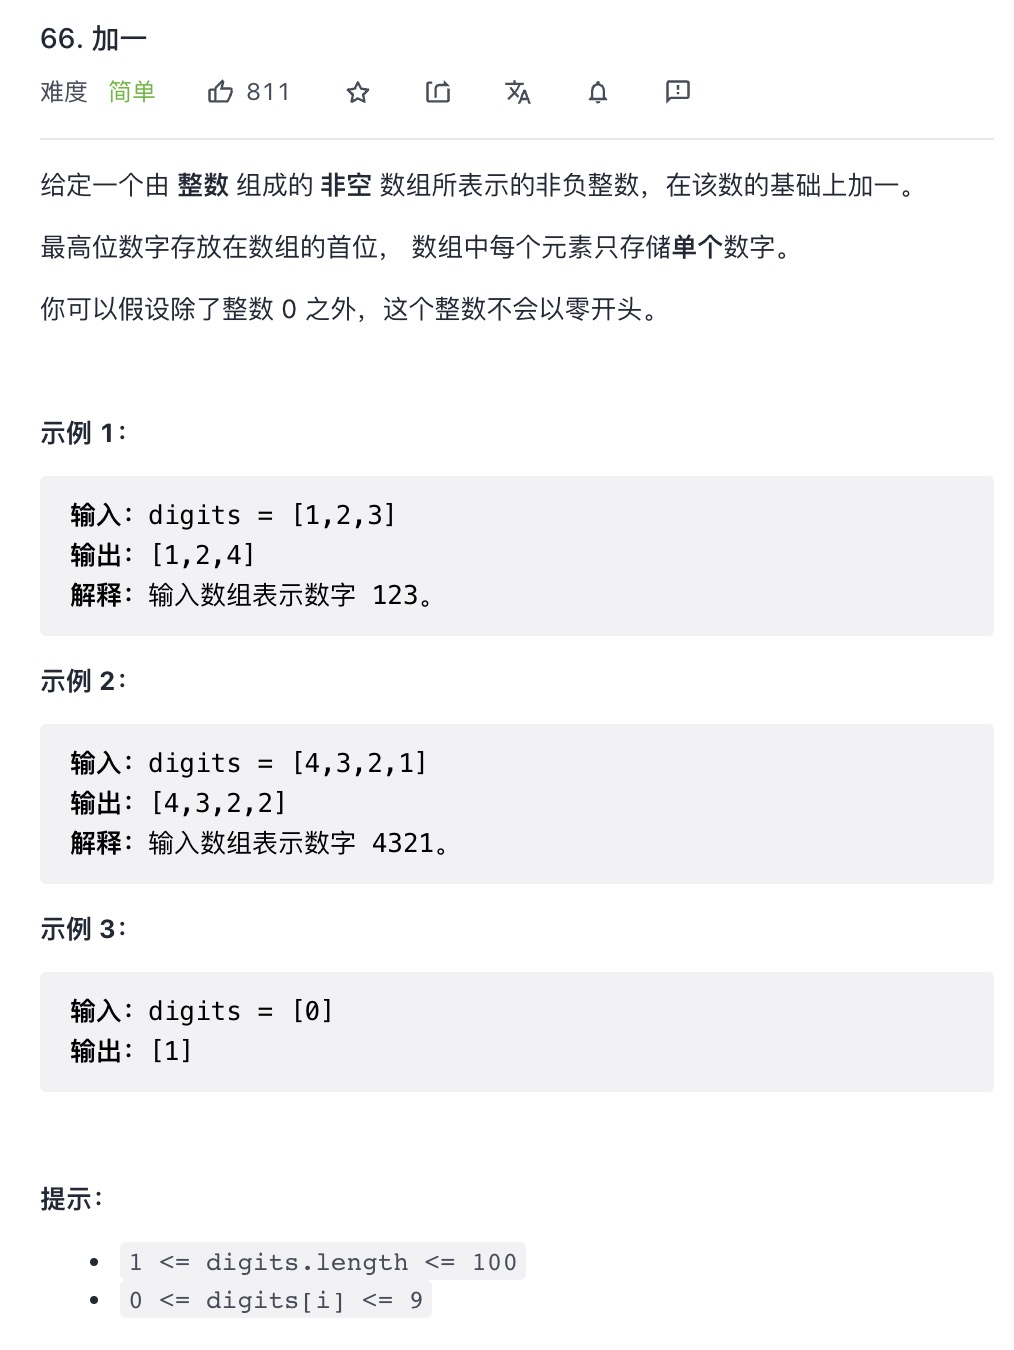 66. 加一
难度 简单 811
给定一个由 整数 组成的 非空 数组所表示的非负整数，在该数的基础上加一。
最高位数字存放在数组的首位， 数组中每个元素只存储单个数字。
你可以假设除了整数 0 之外，这个整数不会以零开头。
示例 1：
输入：digits = [1,2,3]
输出：[1,2,4]
解释：输入数组表示数字 123。
示例 2：
输入：digits = [4,3,2,1]
输出：[4,3,2,2]
解释：输入数组表示数字 4321。
示例 3：
输入：digits = [0]
输出：[1]
提示：
• 1 <= digits.length <= 100
• 0 <= digits[i] <= 9